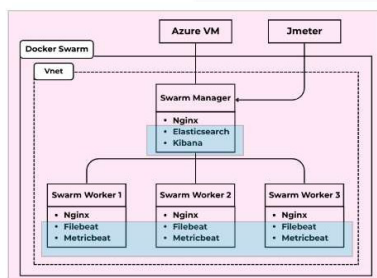 Azure VM
Jmeter
Docker Swarm
Vnet
Swarm Manager
• Nginx
• Elasticsearch
• Kibana
Swarm Worker 1
• Nginx
• Filebeat
• Metricbeat
Swarm Worker 2
• Nginx
• Filebeat
• Metricbeat
Swarm Worker 3
• Nginx
• Filebeat
• Metricbeat